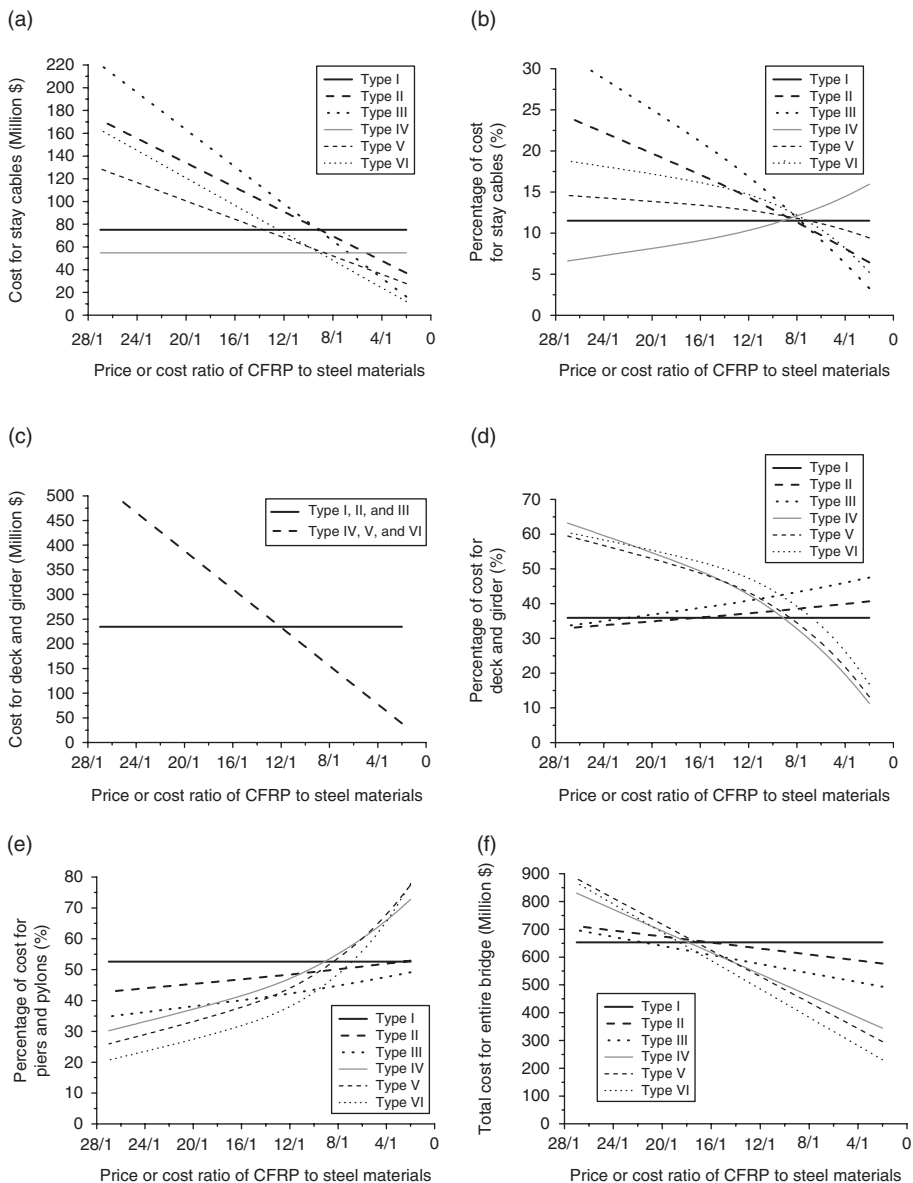 (a)
Cost for stay cables (Million $)
220
200
180
160
140
120
100
80
60
40
20
0
28/1 24/1 20/1 16/1 12/1 8/1 4/1 0
Price or cost ratio of CFRP to steel materials
Type I
Type II
Type III
Type IV
Type V
Type VI
(b)
Percentage of cost
for stay cables (%)
30
25
20
15
10
5
0
28/1 24/1 20/1 16/1 12/1 8/1 4/1 0
Price or cost ratio of CFRP to steel materials
Type I
Type II
Type III
Type IV
Type V
Type VI
(c)
Cost for deck and girder (Million $)
500
450
400
350
300
250
200
150
100
50
0
28/1 24/1 20/1 16/1 12/1 8/1 4/1 0
Price or cost ratio of CFRP to steel materials
Type I, II, and III
Type IV, V, and VI
(d)
Percentage of cost for
deck and girder (%)
70
60
50
40
30
20
10
0
28/1 24/1 20/1 16/1 12/1 8/1 4/1 0
Price or cost ratio of CFRP to steel materials
Type I
Type II
Type III
Type IV
Type V
Type VI
(e)
Percentage of cost for
piers and pylons (%)
80
70
60
50
40
30
20
10
0
28/1 24/1 20/1 16/1 12/1 8/1 4/1 0
Price or cost ratio of CFRP to steel materials
Type I
Type II
Type III
Type IV
Type V
Type VI
(f)
Total cost for entire bridge (Million $)
900
800
700
600
500
400
300
200
100
0
28/1 24/1 20/1 16/1 12/1 8/1 4/1 0
Price or cost ratio of CFRP to steel materials
Type I
Type II
Type III
Type IV
Type V
Type VI